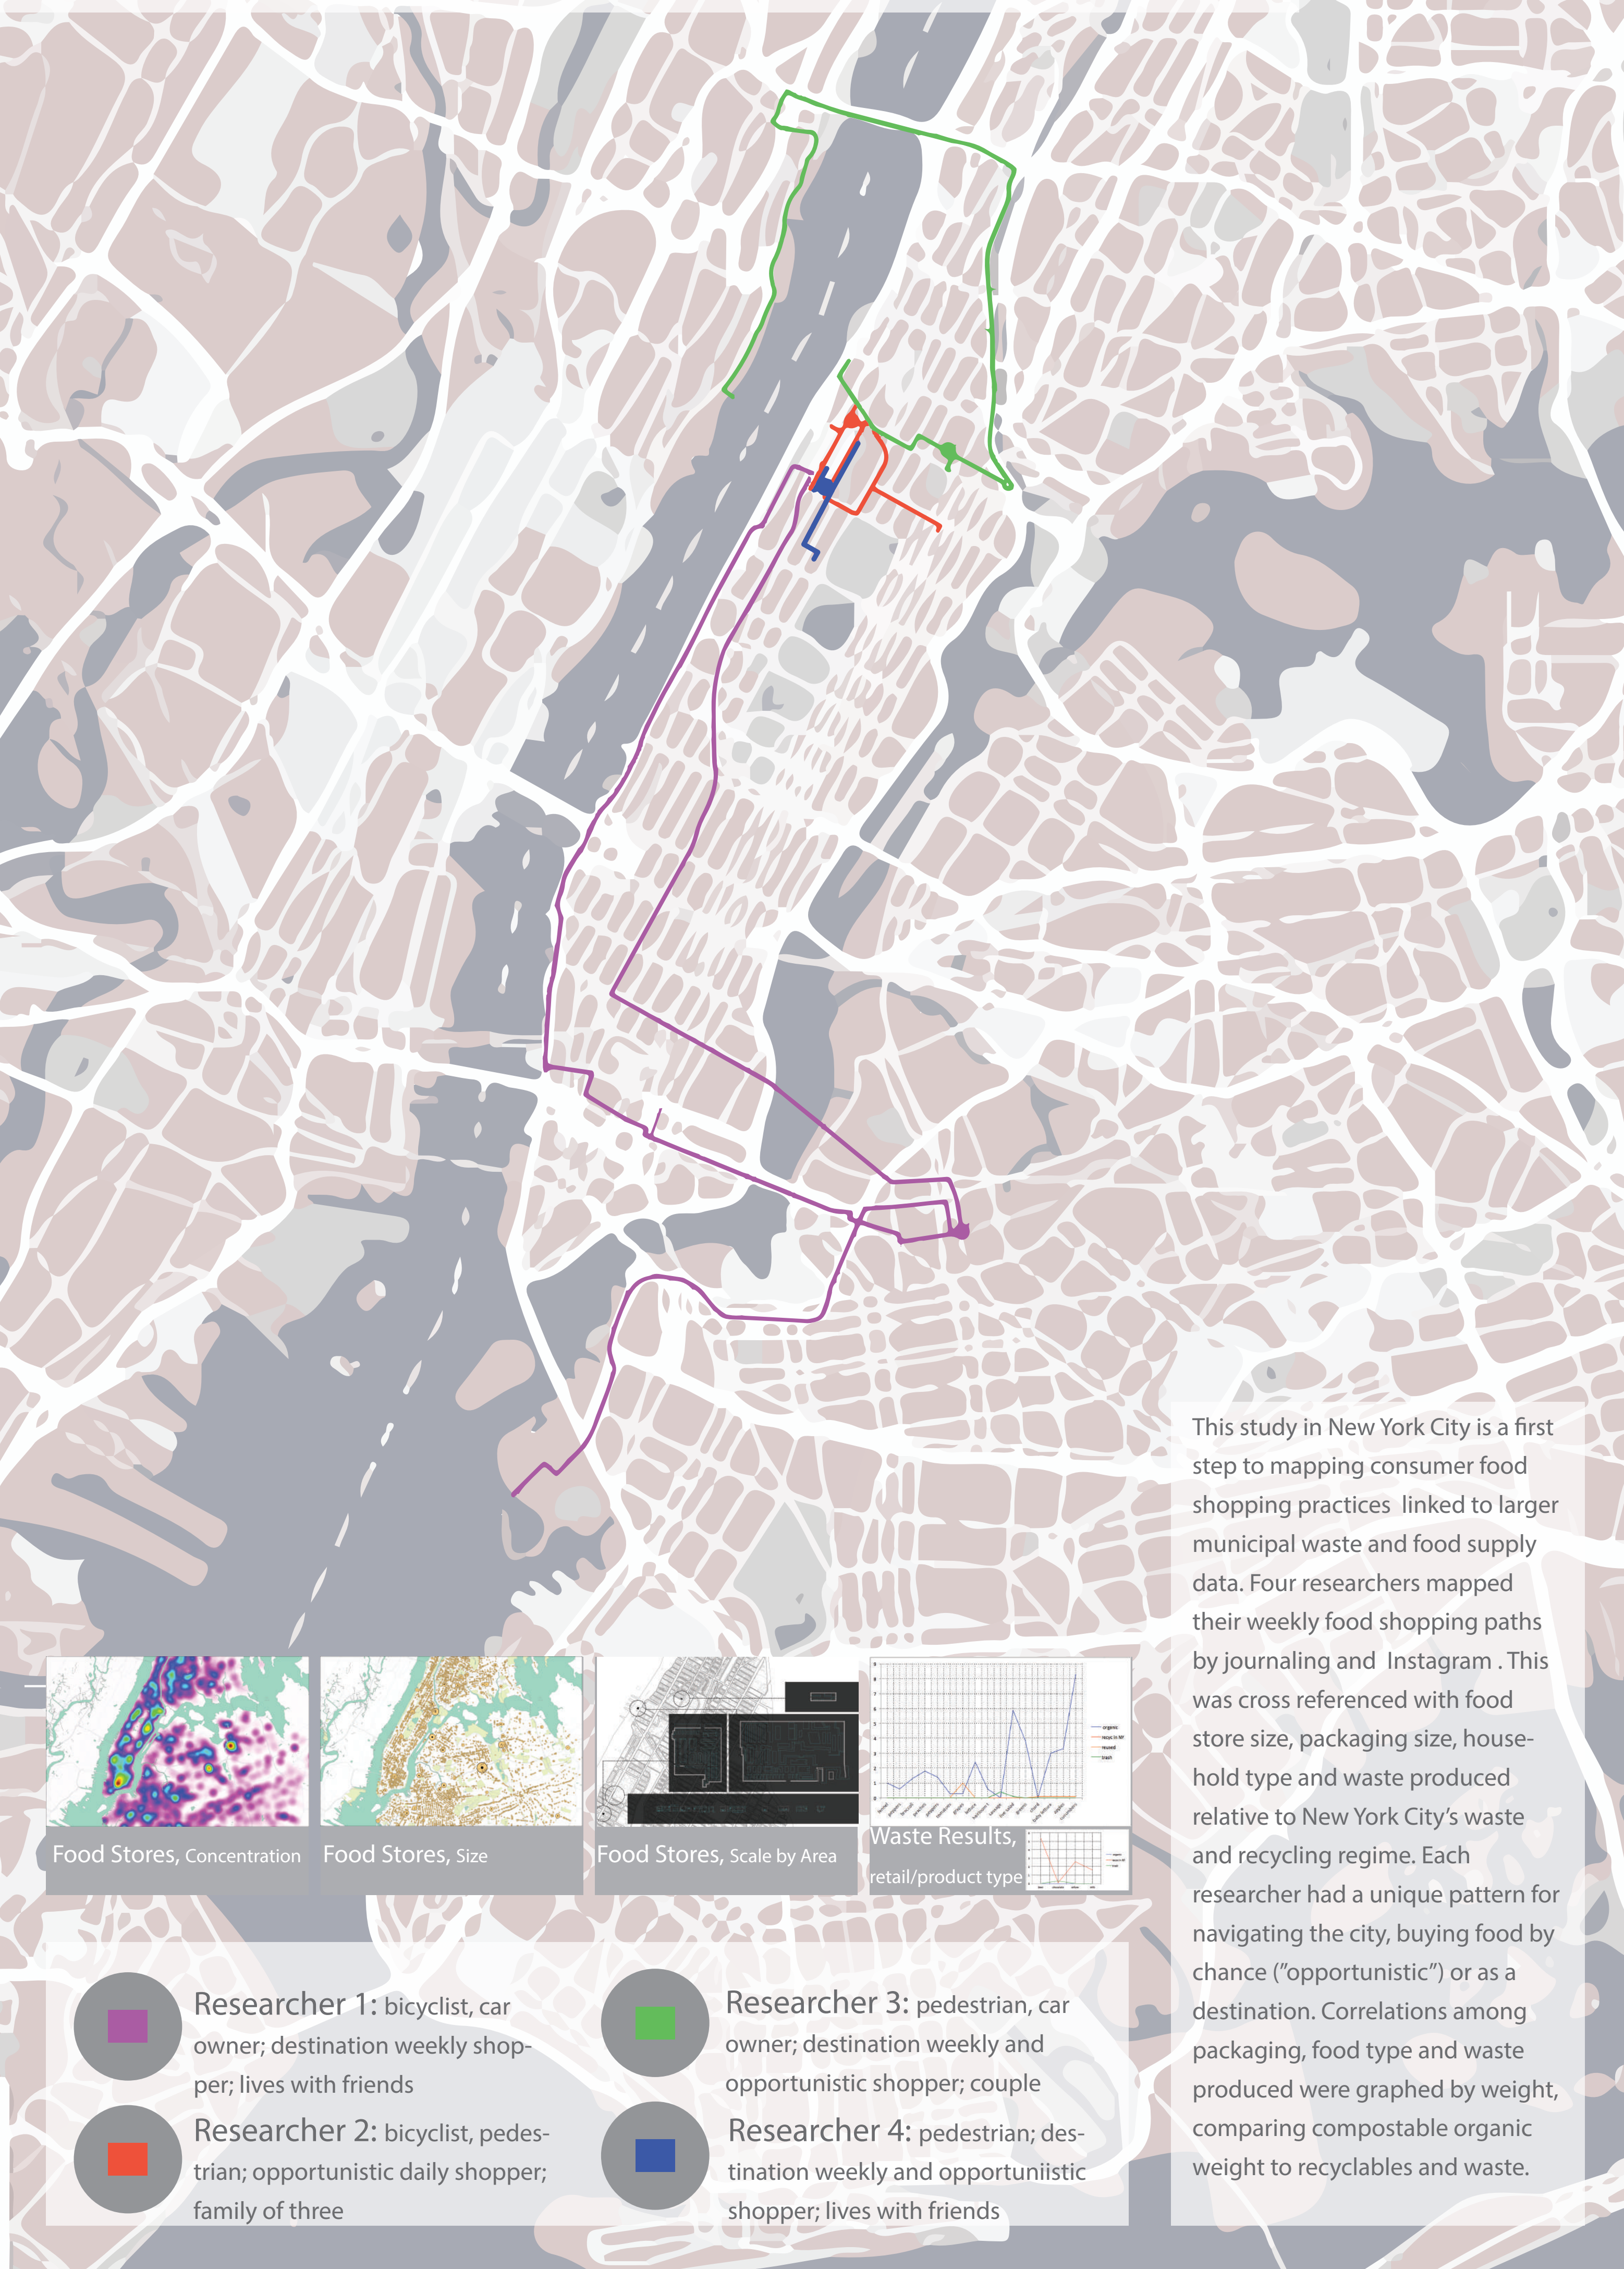 This study in New York City is a first
step to mapping consumer food
shopping practices linked to larger
municipal waste and food supply
data. Four researchers mapped
their weekly food shopping paths
by journaling and Instagram . This
was cross referenced with food
store size, packaging size, house-
hold type and waste produced
relative to New York City’s waste
and recycling regime. Each
researcher had a unique pattern for
navigating the city, buying food by
chance (”opportunistic”) or as a
destination. Correlations among
packaging, food type and waste
produced were graphed by weight,
comparing compostable organic
weight to recyclables and waste.
Food Stores, Concentration
Food Stores, Size
Food Stores, Scale by Area
organic
recyc in NY
reused
trash
Waste Results,
retail/product type
Researcher 1: bicyclist, car
owner; destination weekly shop-
per; lives with friends
Researcher 2: bicyclist, pedes-
trian; opportunistic daily shopper;
family of three
Researcher 3: pedestrian, car
owner; destination weekly and
opportunistic shopper; couple
Researcher 4: pedestrian; des-
tination weekly and opportuniistic
shopper; lives with friends